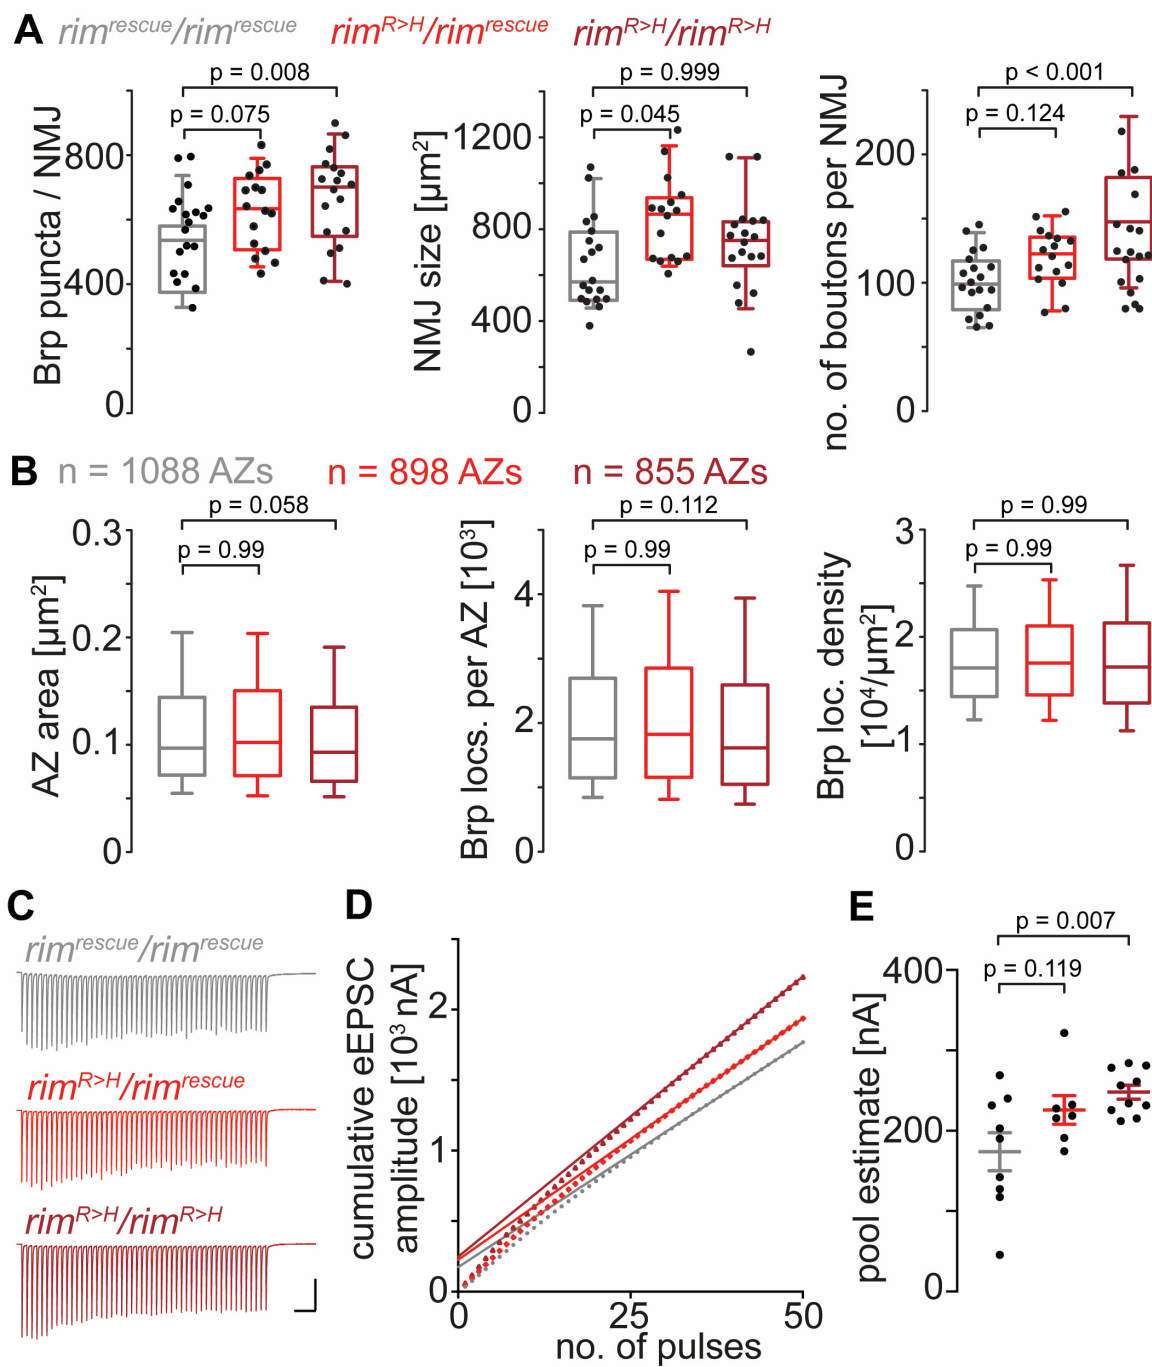 A rim^rescue/rim^rescue rim^R>H/rim^rescue rim^R>H/rim^R>H
p = 0.008
p = 0.075
Brp puncta / NMJ
800
400
0
p = 0.999
p = 0.045
NMJ size [µm²]
1200
800
400
0
p < 0.001
p = 0.124
no. of boutons per NMJ
200
100
0
B n = 1088 AZs n = 898 AZs n = 855 AZs
p = 0.058
p = 0.99
AZ area [µm²]
0.3
0.2
0.1
0
p = 0.112
p = 0.99
Brp locs. per AZ [10³]
4
2
0
p = 0.99
p = 0.99
Brp loc. density
[10⁴/µm²]
3
2
1
0
C
rim^rescue/rim^rescue
rim^R>H/rim^rescue
rim^R>H/rim^R>H
D
cumulative eEPSC
amplitude [10³ nA]
2
1
0
0 25 50
no. of pulses
E
p = 0.007
p = 0.119
pool estimate [nA]
400
200
0